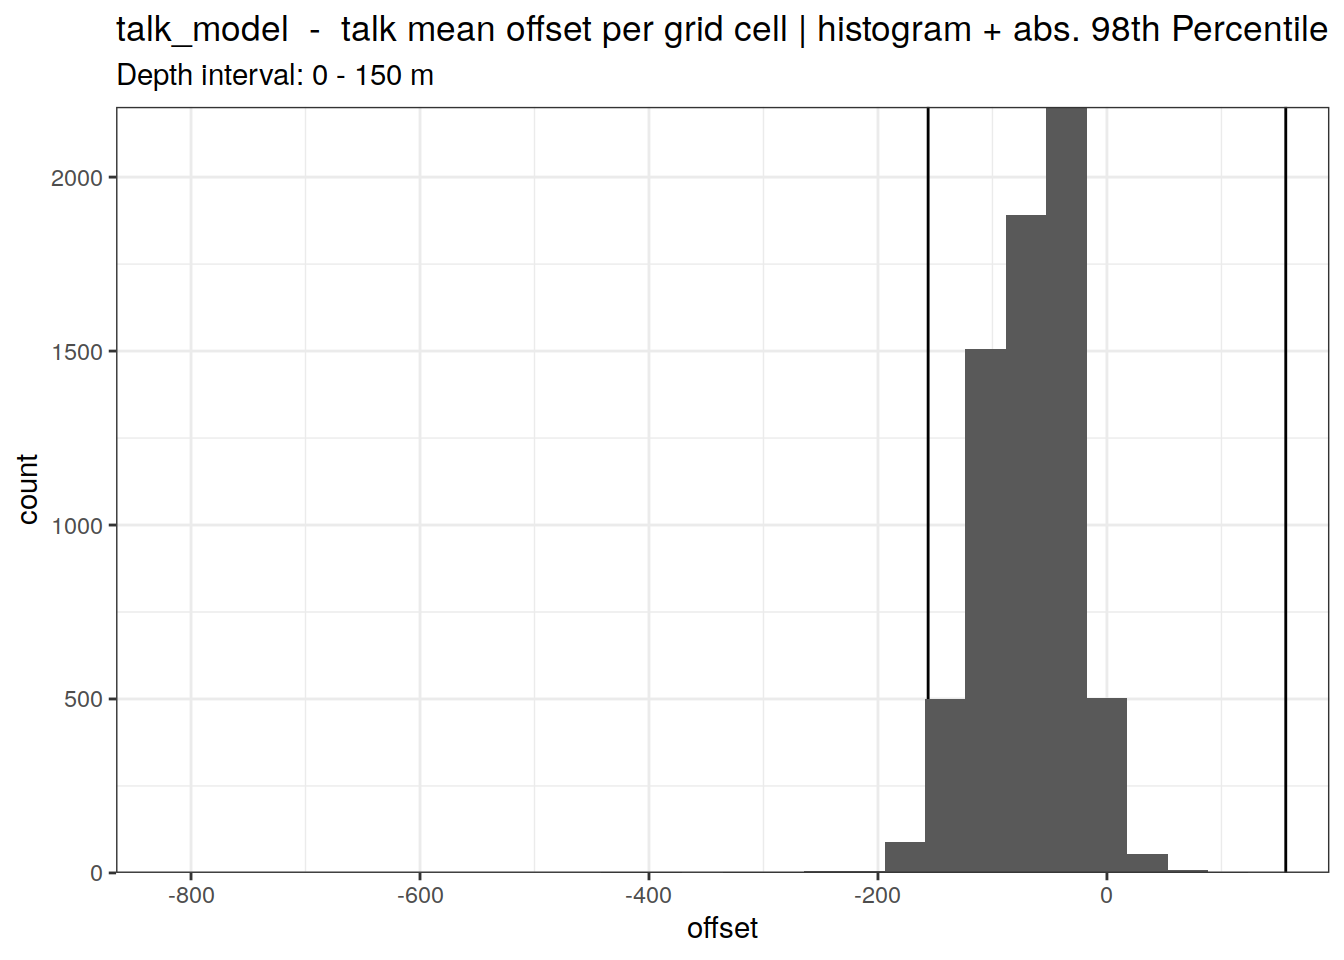 talk_model  -  talk mean offset per grid cell | histogram + abs. 98th Percentile
Depth interval: 0 - 150 m
2000
1500
1000
500
0
count
-800
-600
-400
-200
0
offset